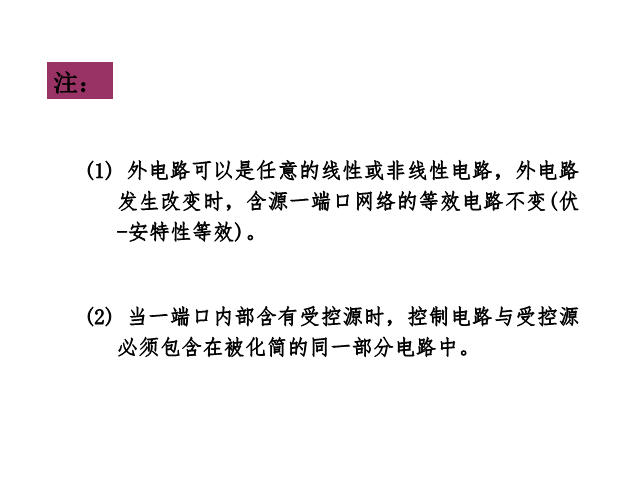 注：
(1) 外电路可以是任意的线性或非线性电路，外电路
发生改变时，含源一端口网络的等效电路不变(伏
-安特性等效)。
(2) 当一端口内部含有受控源时，控制电路与受控源
必须包含在被化简的同一部分电路中。